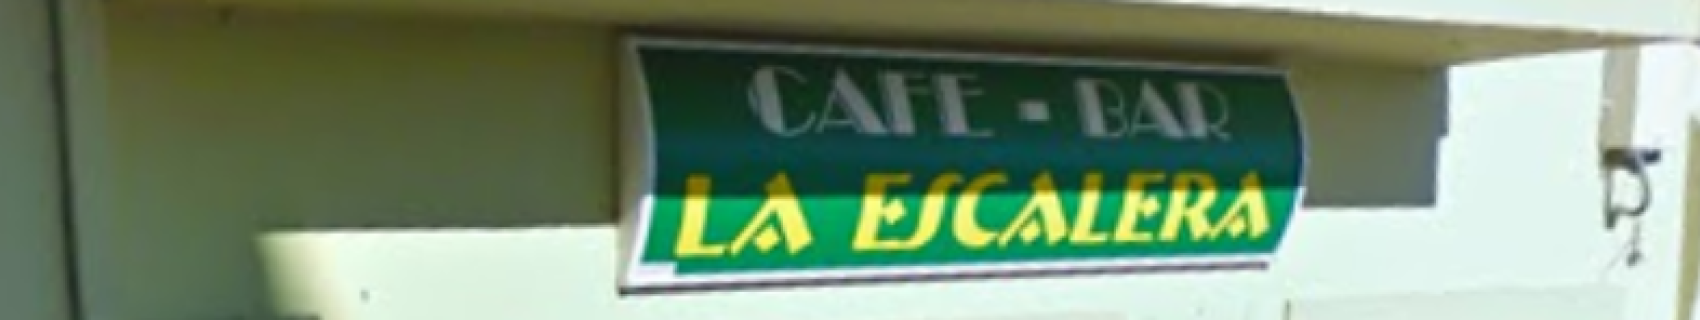 CAFE - BAR
LA ESCALERA